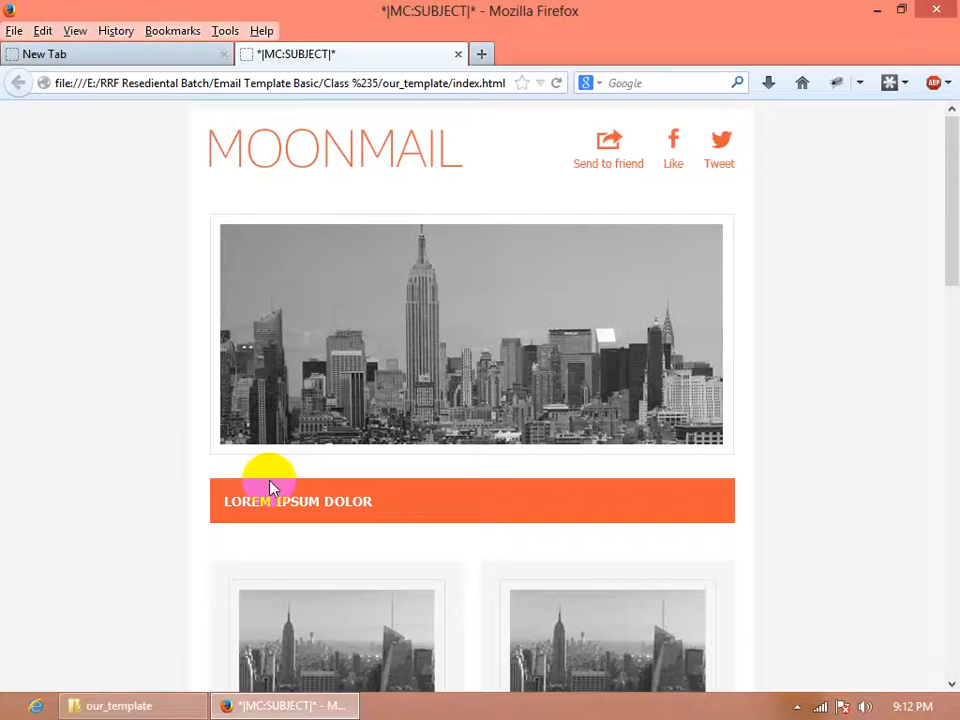 *|MC:SUBJECT|* - Mozilla Firefox
File Edit View History Bookmarks Tools Help
New Tab
*|MC:SUBJECT|*
file:///E:/RRF Resediental Batch/Email Template Basic/Class %235/our_template/index.html
Google
ABP
MOONMAIL
Send to friend
Like
Tweet
LOREM IPSUM DOLOR
our_template
*|MC:SUBJECT|* - M...
9:12 PM